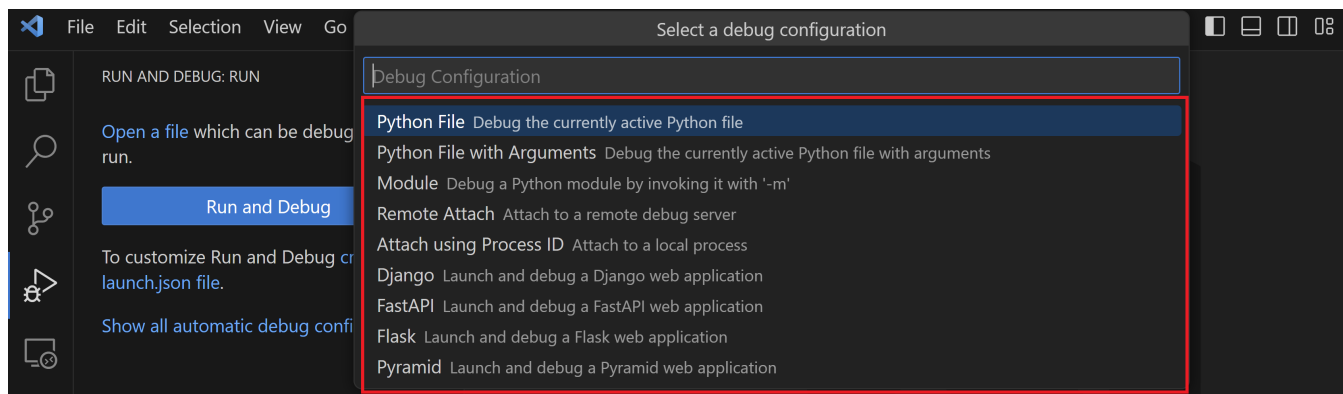 File Edit Selection View Go
Select a debug configuration
RUN AND DEBUG: RUN
Debug Configuration
Open a file which can be debug
run.
Run and Debug
To customize Run and Debug cr
launch.json file.
Show all automatic debug confi
Python File Debug the currently active Python file
Python File with Arguments Debug the currently active Python file with arguments
Module Debug a Python module by invoking it with '-m'
Remote Attach Attach to a remote debug server
Attach using Process ID Attach to a local process
Django Launch and debug a Django web application
FastAPI Launch and debug a FastAPI web application
Flask Launch and debug a Flask web application
Pyramid Launch and debug a Pyramid web application